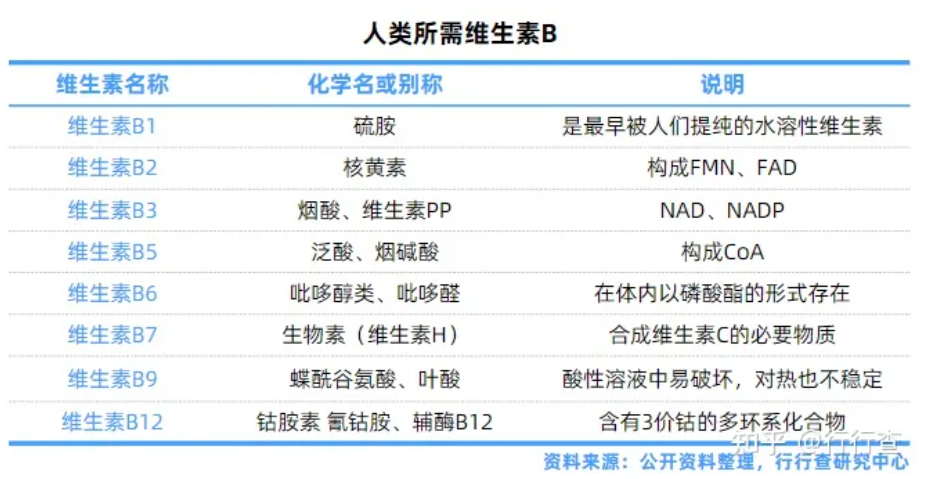 人类所需维生素B
维生素名称 化学名或别称 说明
维生素B1 硫胺 是最早被人们提纯的水溶性维生素
维生素B2 核黄素 构成FMN、FAD
维生素B3 烟酸、维生素PP NAD、NADP
维生素B5 泛酸、烟碱酸 构成CoA
维生素B6 吡哆醇类、吡哆醛 在体内以磷酸酯的形式存在
维生素B7 生物素（维生素H） 合成维生素C的必要物质
维生素B9 蝶酰谷氨酸、叶酸 酸性溶液中易破坏，对热也不稳定
维生素B12 钴胺素 氰钴胺、辅酶B12 含有3价钴的多环系化合物
知乎 @行行查
资料来源：公开资料整理，行行查研究中心